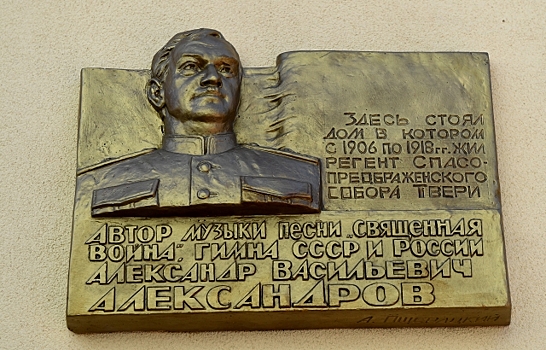 Здесь стоял
дом в котором
с 1906 по 1918 гг. жил
регент Спасо-
преображенского
собора Твери
Автор музыки песни „Священная
война", гимна СССР и России
Александр Васильевич
Александров